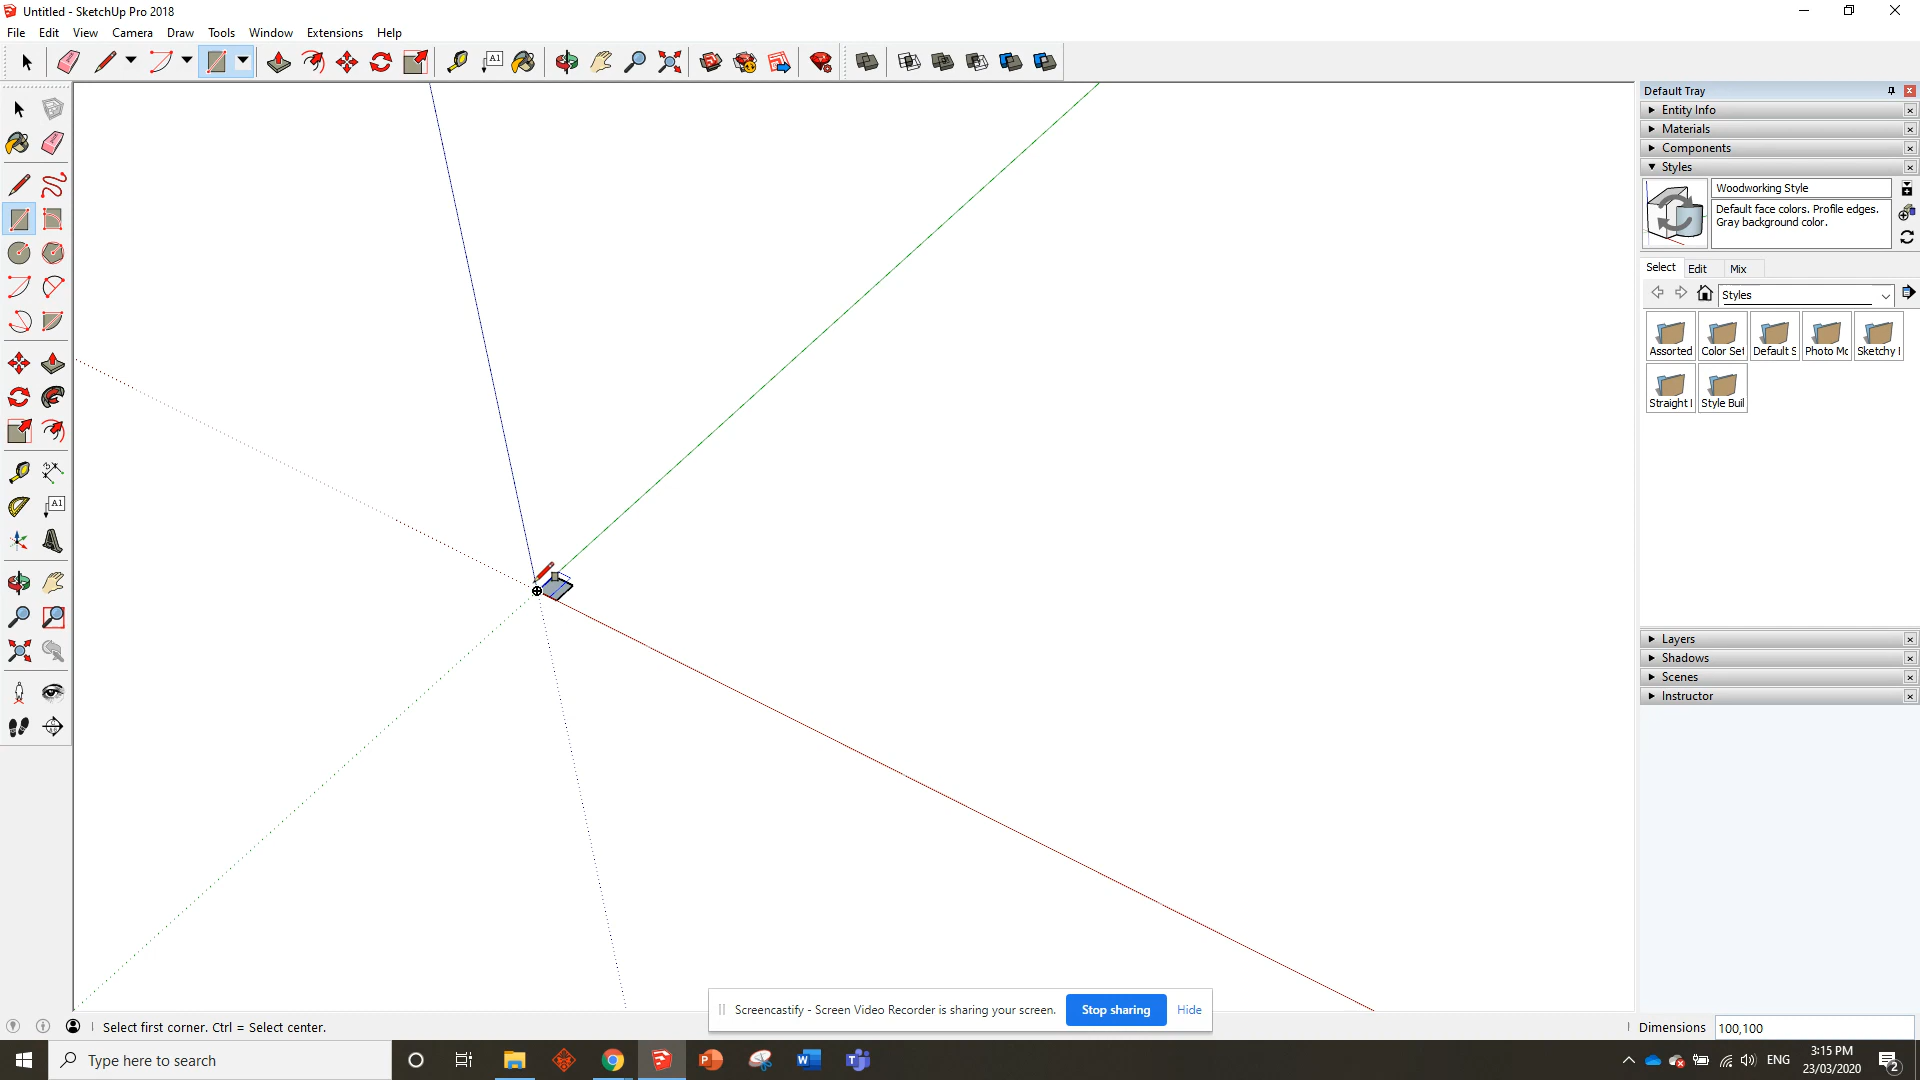 Untitled - SketchUp Pro 2018
File Edit View Camera Draw Tools Window Extensions Help
A1
Default Tray
Entity Info
Materials
Components
Styles
Woodworking Style
Default face colors. Profile edges.
Gray background color.
Select Edit Mix
Styles
Assorted Color Set Default S Photo Mo Sketchy
Straight Style Buil
A1
Layers
Shadows
Scenes
Instructor
Screencastify - Screen Video Recorder is sharing your screen. Stop sharing Hide
Select first corner. Ctrl = Select center.
Dimensions 100,100
Type here to search
ENG
3:15 PM
23/03/2020
2